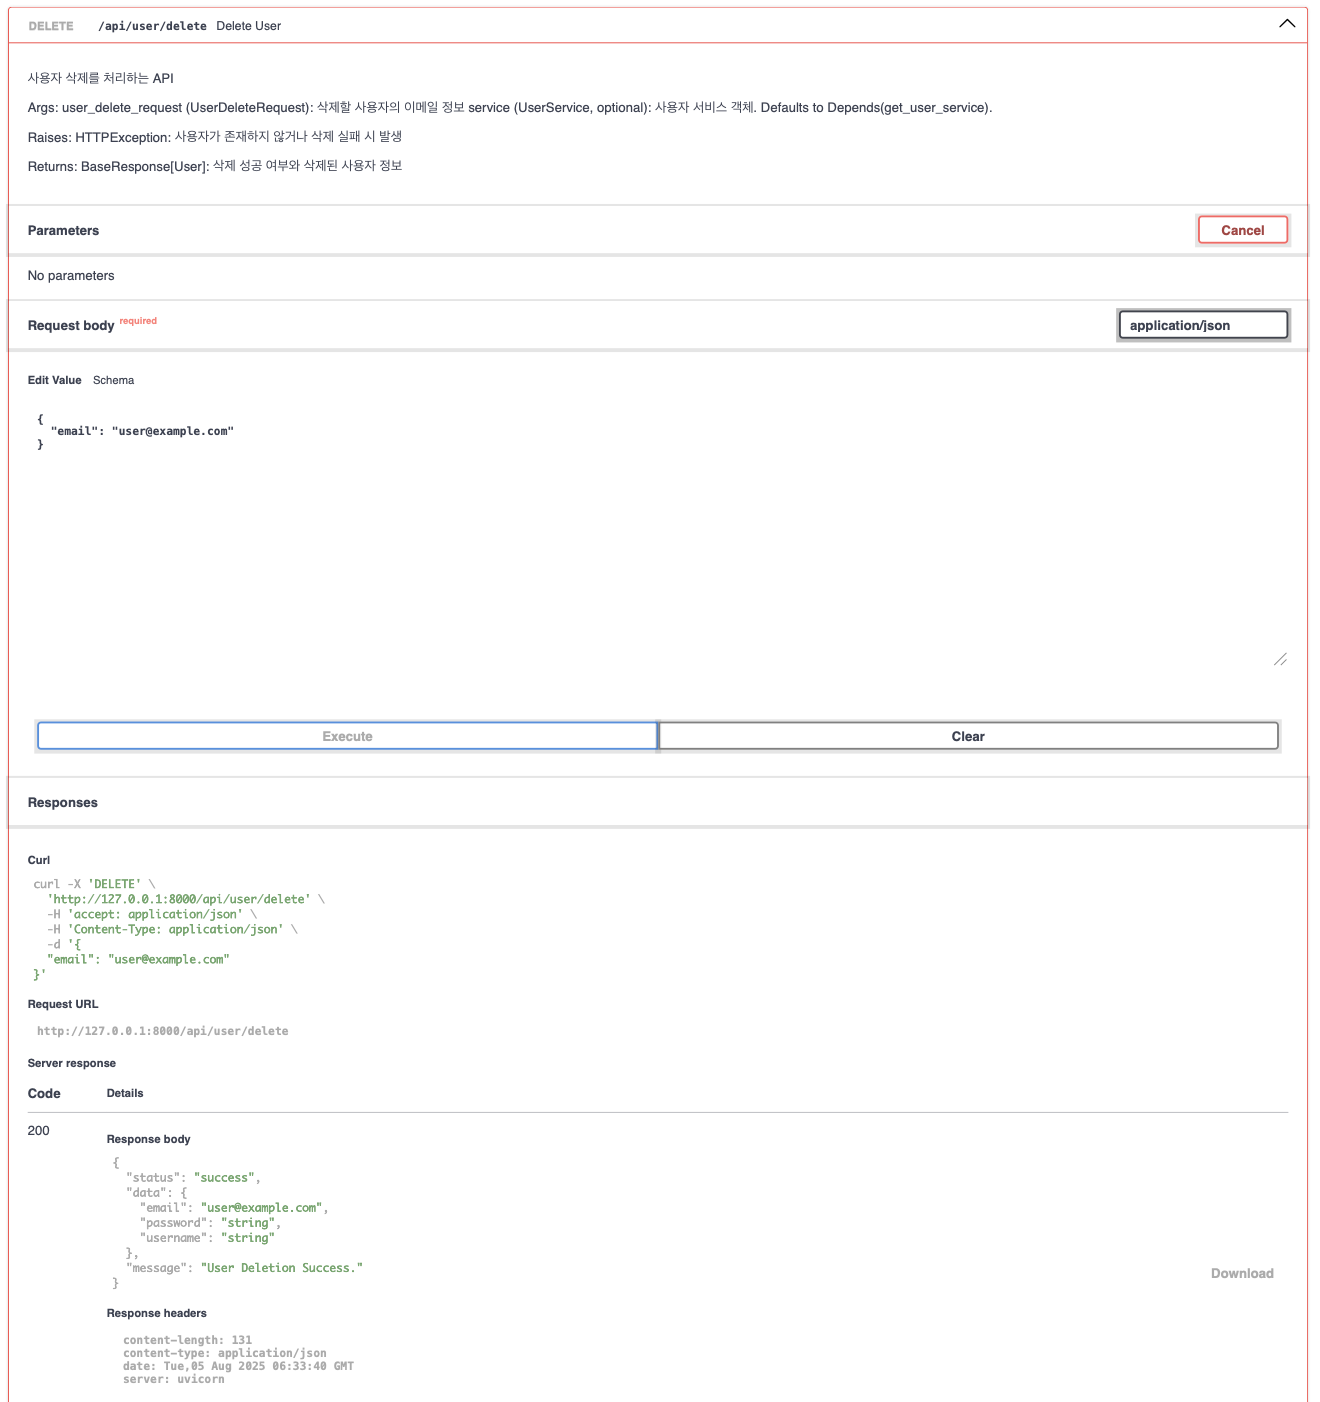 DELETE /api/user/delete Delete User
사용자 삭제를 처리하는 API
Args: user_delete_request (UserDeleteRequest): 삭제할 사용자의 이메일 정보 service (UserService, optional): 사용자 서비스 객체. Defaults to Depends(get_user_service).
Raises: HTTPException: 사용자가 존재하지 않거나 삭제 실패 시 발생
Returns: BaseResponse[User]: 삭제 성공 여부와 삭제된 사용자 정보
Parameters Cancel
No parameters
Request body required application/json
Edit Value Schema
{
"email": "user@example.com"
}
Execute Clear
Responses
Curl
curl -X 'DELETE' \
'http://127.0.0.1:8000/api/user/delete' \
-H 'accept: application/json' \
-H 'Content-Type: application/json' \
-d '{
"email": "user@example.com"
}'
Request URL
http://127.0.0.1:8000/api/user/delete
Server response
Code Details
200
Response body
{
"status": "success",
"data": {
"email": "user@example.com",
"password": "string",
"username": "string"
},
"message": "User Deletion Success."
}
Download
Response headers
content-length: 131
content-type: application/json
date: Tue,05 Aug 2025 06:33:40 GMT
server: uvicorn